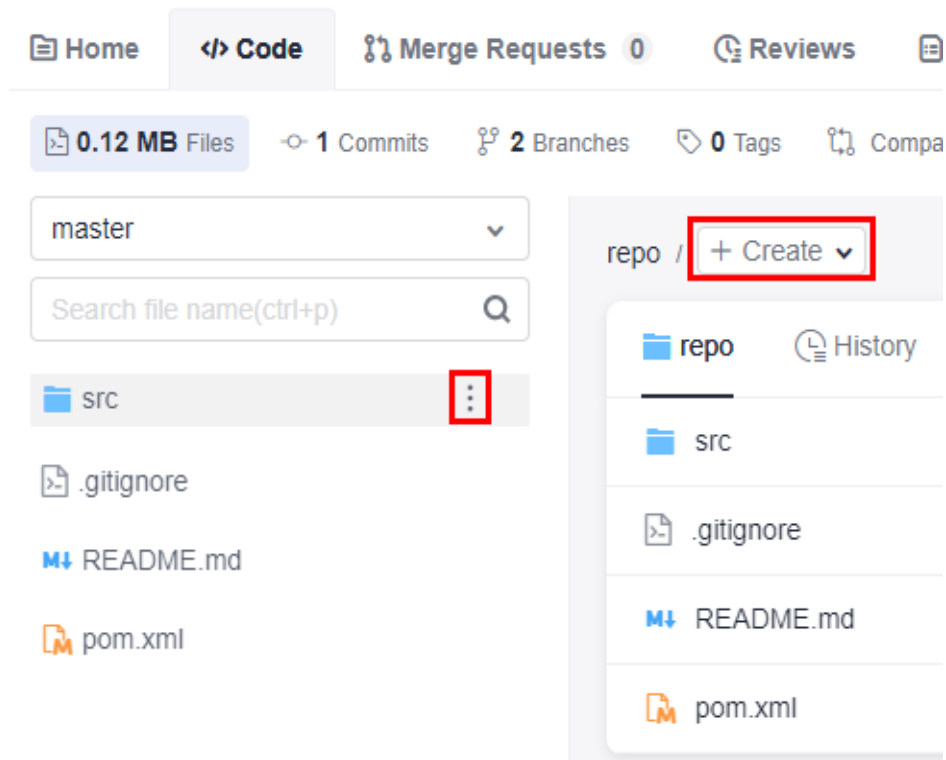 Home Code Merge Requests 0 Reviews
0.12 MB Files 1 Commits 2 Branches 0 Tags Compa
master
Search file name(ctrl+p)
src
.gitignore
README.md
pom.xml
repo / + Create
repo History
src
.gitignore
README.md
pom.xml